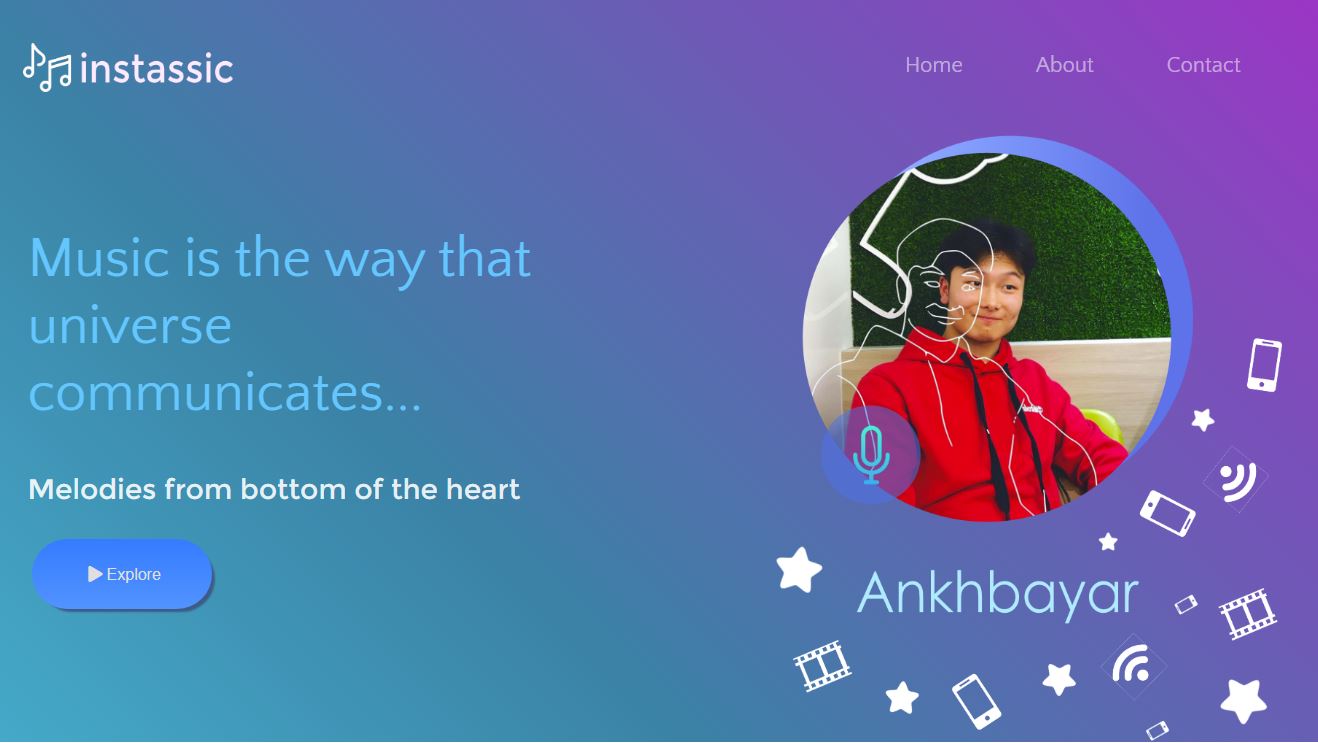 instassic
Home
About
Contact
Music is the way that
universe
communicates...
Melodies from bottom of the heart
Explore
Ankhbayar